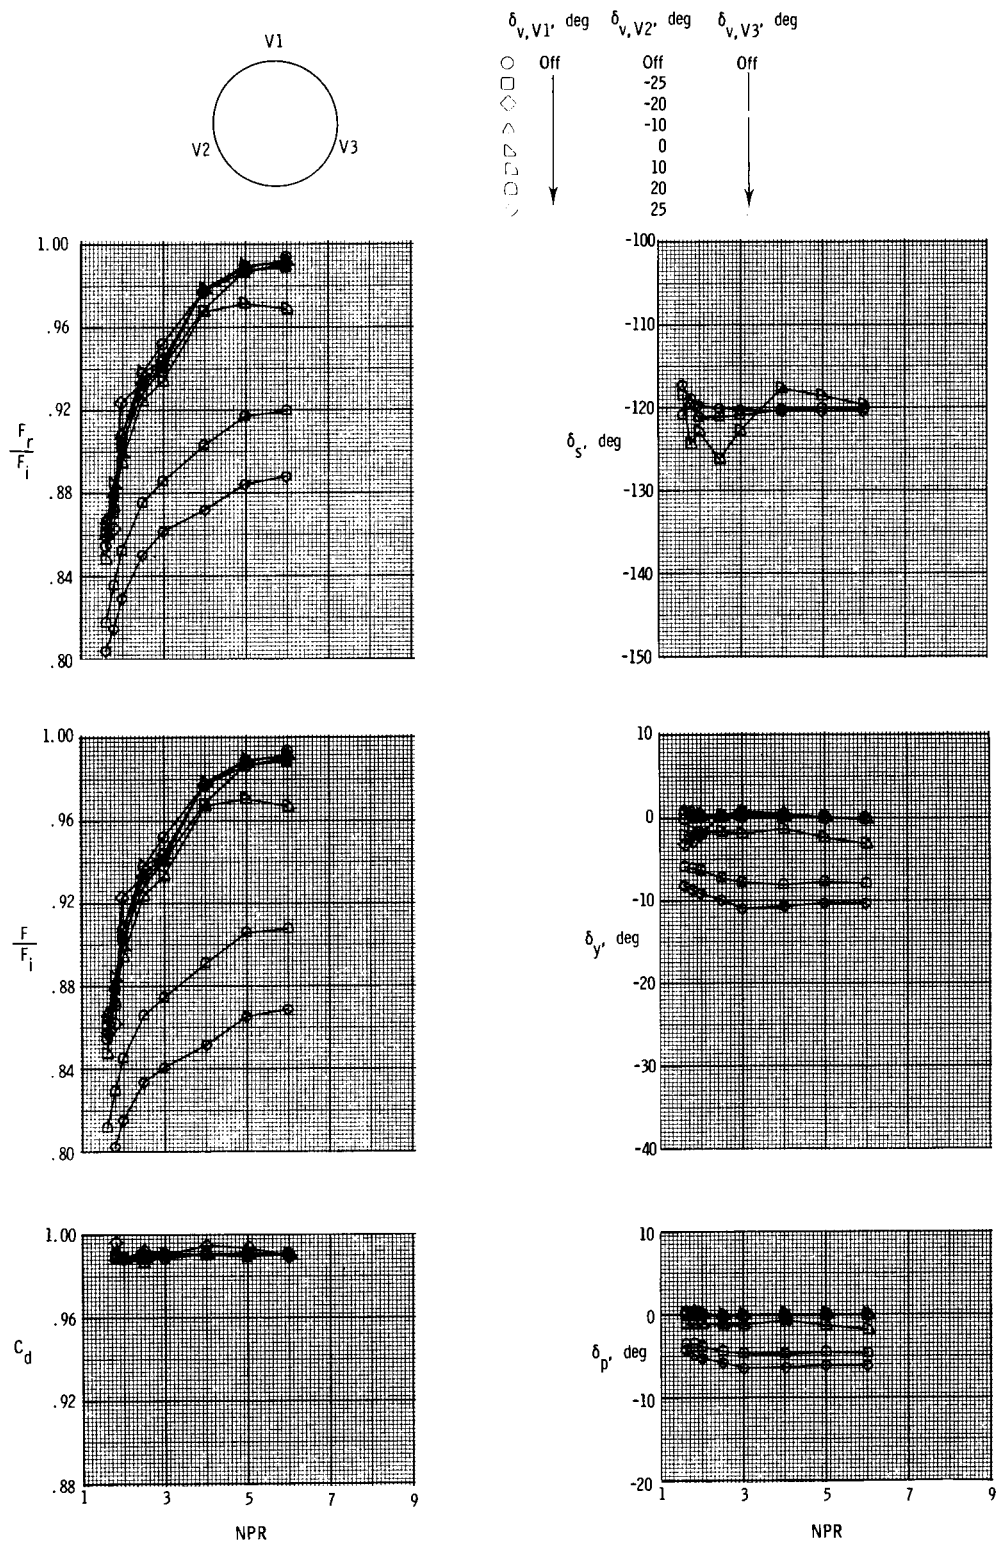 V1
V2
V3
δv,V1, deg δv,V2, deg δv,V3, deg
Off Off Off
-25
-20
-10
0
10
20
25
1.00
.96
.92
.88
.84
.80
Fr
Fi
-100
-110
-120
-130
-140
-150
δs, deg
1.00
.96
.92
.88
.84
.80
F
Fi
10
0
-10
-20
-30
-40
δy, deg
1.00
.96
.92
.88
Cd
1 3 5 7 9
NPR
10
0
-10
-20
δp, deg
1 3 5 7 9
NPR